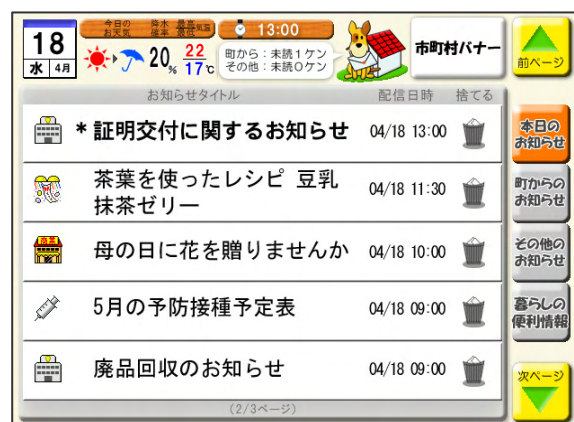 18
水 4月
今日の
お天気
降水
確率
最高
最低 気温
20% 22
17℃
13:00
町から：未読1ケン
その他：未読0ケン
市町村バナー
前ページ
お知らせタイトル 配信日時 捨てる
*証明交付に関するお知らせ 04/18 13:00
茶葉を使ったレシピ 豆乳
抹茶ゼリー 04/18 11:30
母の日に花を贈りませんか 04/18 10:00
5月の予防接種予定表 04/18 09:00
廃品回収のお知らせ 04/18 09:00
(2/3ページ)
本日の
お知らせ
町からの
お知らせ
その他の
お知らせ
暮らしの
便利情報
次ページ